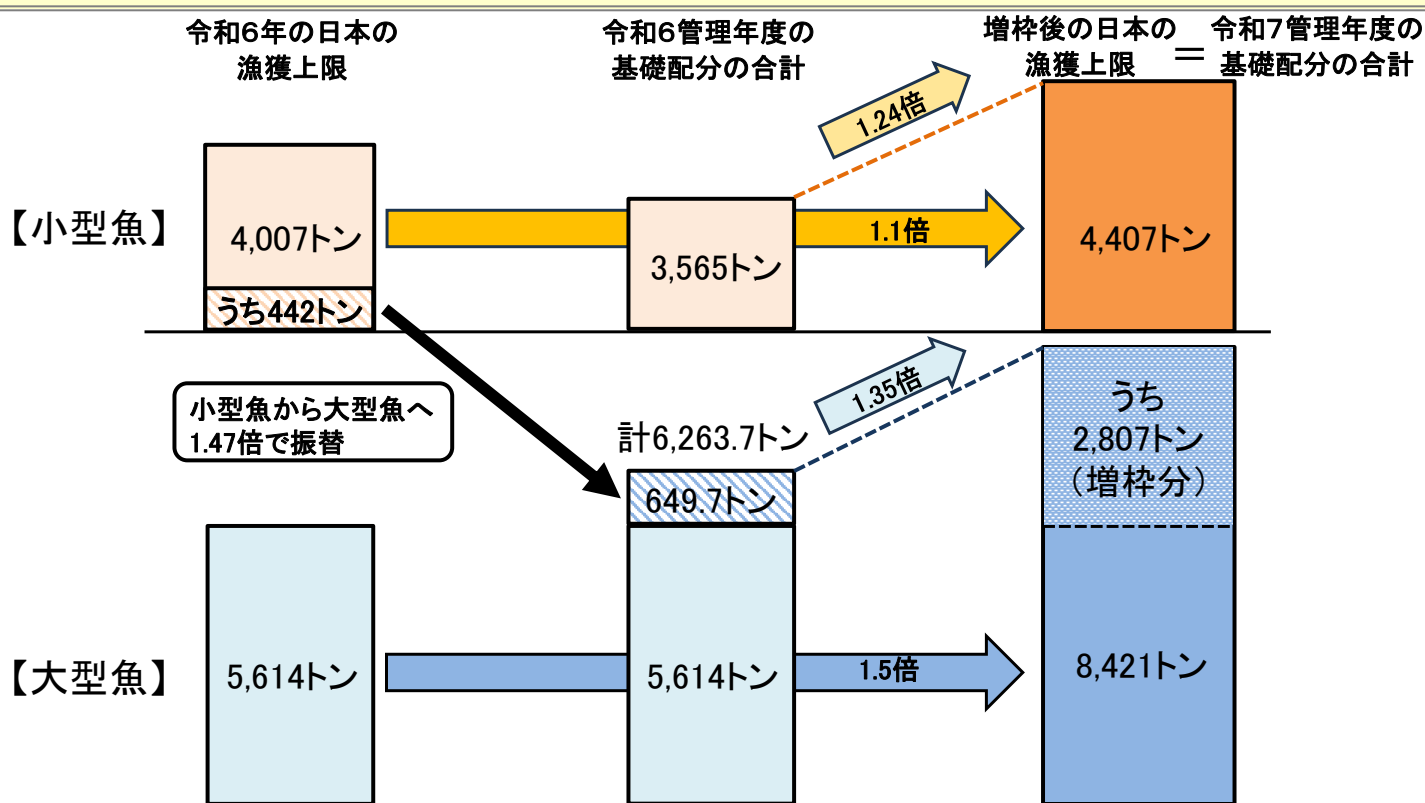 令和6年の日本の
漁獲上限
令和6管理年度の
基礎配分の合計
増枠後の日本の
漁獲上限
＝
令和7管理年度の
基礎配分の合計
1.24倍
【小型魚】
4,007トン
うち442トン
3,565トン
1.1倍
4,407トン
小型魚から大型魚へ
1.47倍で振替
1.35倍
計6,263.7トン
649.7トン
うち
2,807トン
（増枠分）
【大型魚】
5,614トン
5,614トン
1.5倍
8,421トン